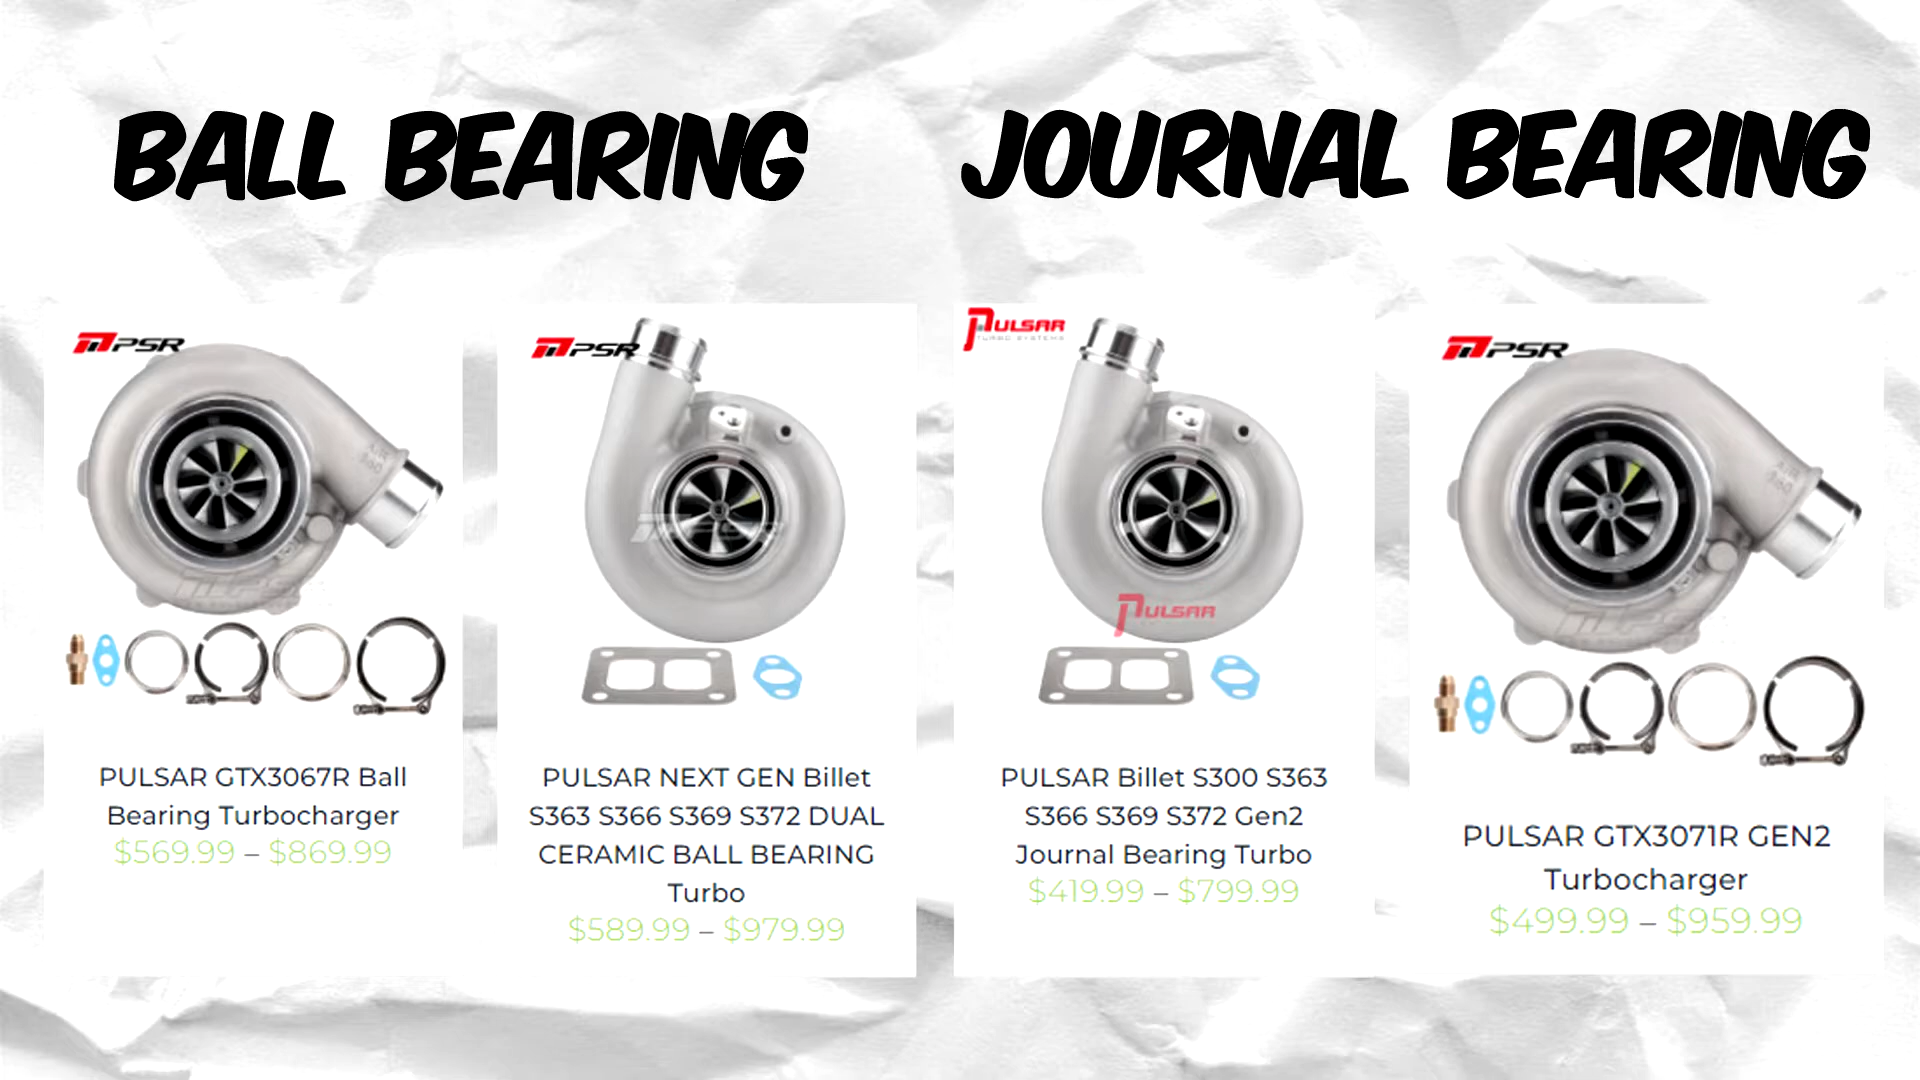 BALL BEARING
JOURNAL BEARING
PSR
PULSAR GTX3067R Ball
Bearing Turbocharger
$569.99 – $869.99
PSR
PSR
PULSAR NEXT GEN Billet
S363 S366 S369 S372 DUAL
CERAMIC BALL BEARING
Turbo
$589.99 – $979.99
PULSAR
TURBO SYSTEMS
PULSAR
PULSAR Billet S300 S363
S366 S369 S372 Gen2
Journal Bearing Turbo
$419.99 – $799.99
PSR
PULSAR GTX3071R GEN2
Turbocharger
$499.99 – $959.99